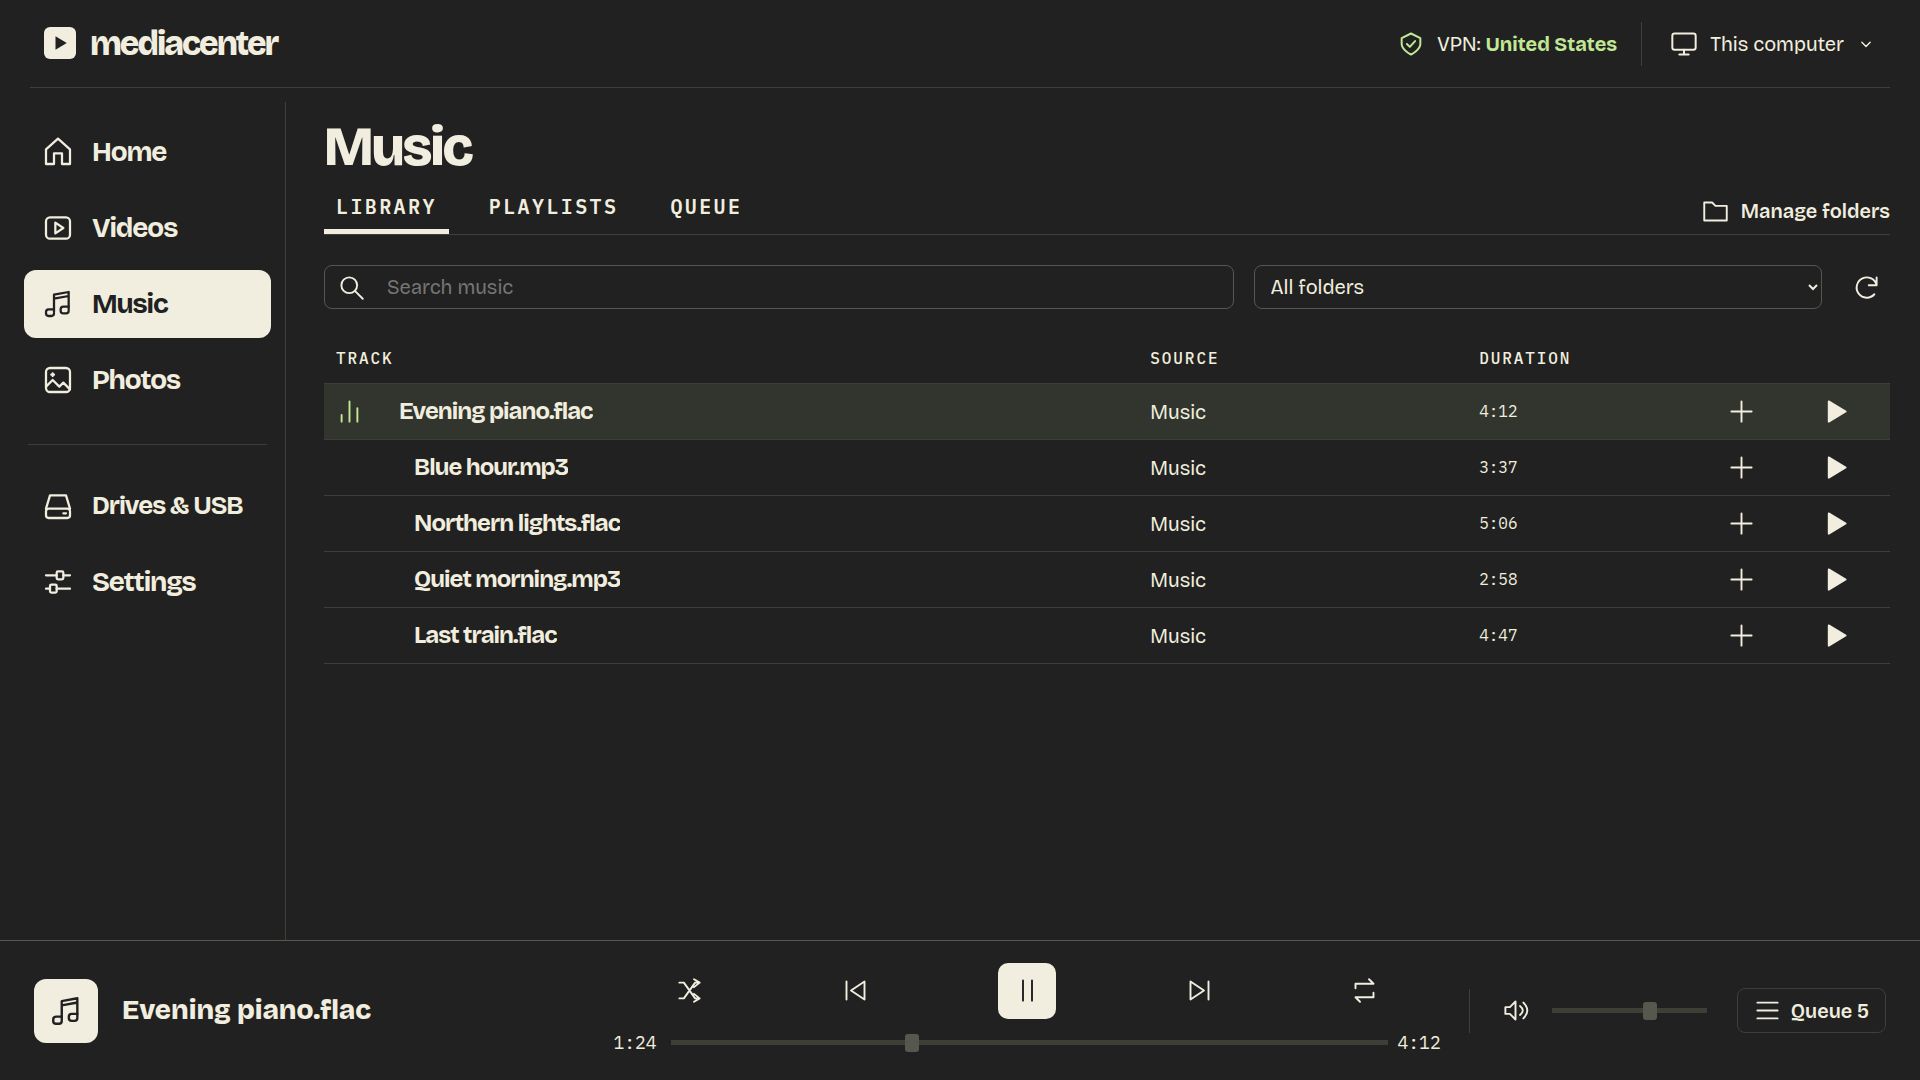 mediacenter
VPN: United States
This computer
Home
Videos
Music
Photos
Drives & USB
Settings
Music
LIBRARY PLAYLISTS QUEUE
Manage folders
Search music
All folders
TRACK SOURCE DURATION
Evening piano.flac Music 4:12
Blue hour.mp3 Music 3:37
Northern lights.flac Music 5:06
Quiet morning.mp3 Music 2:58
Last train.flac Music 4:47
Evening piano.flac
1:24 4:12
Queue 5